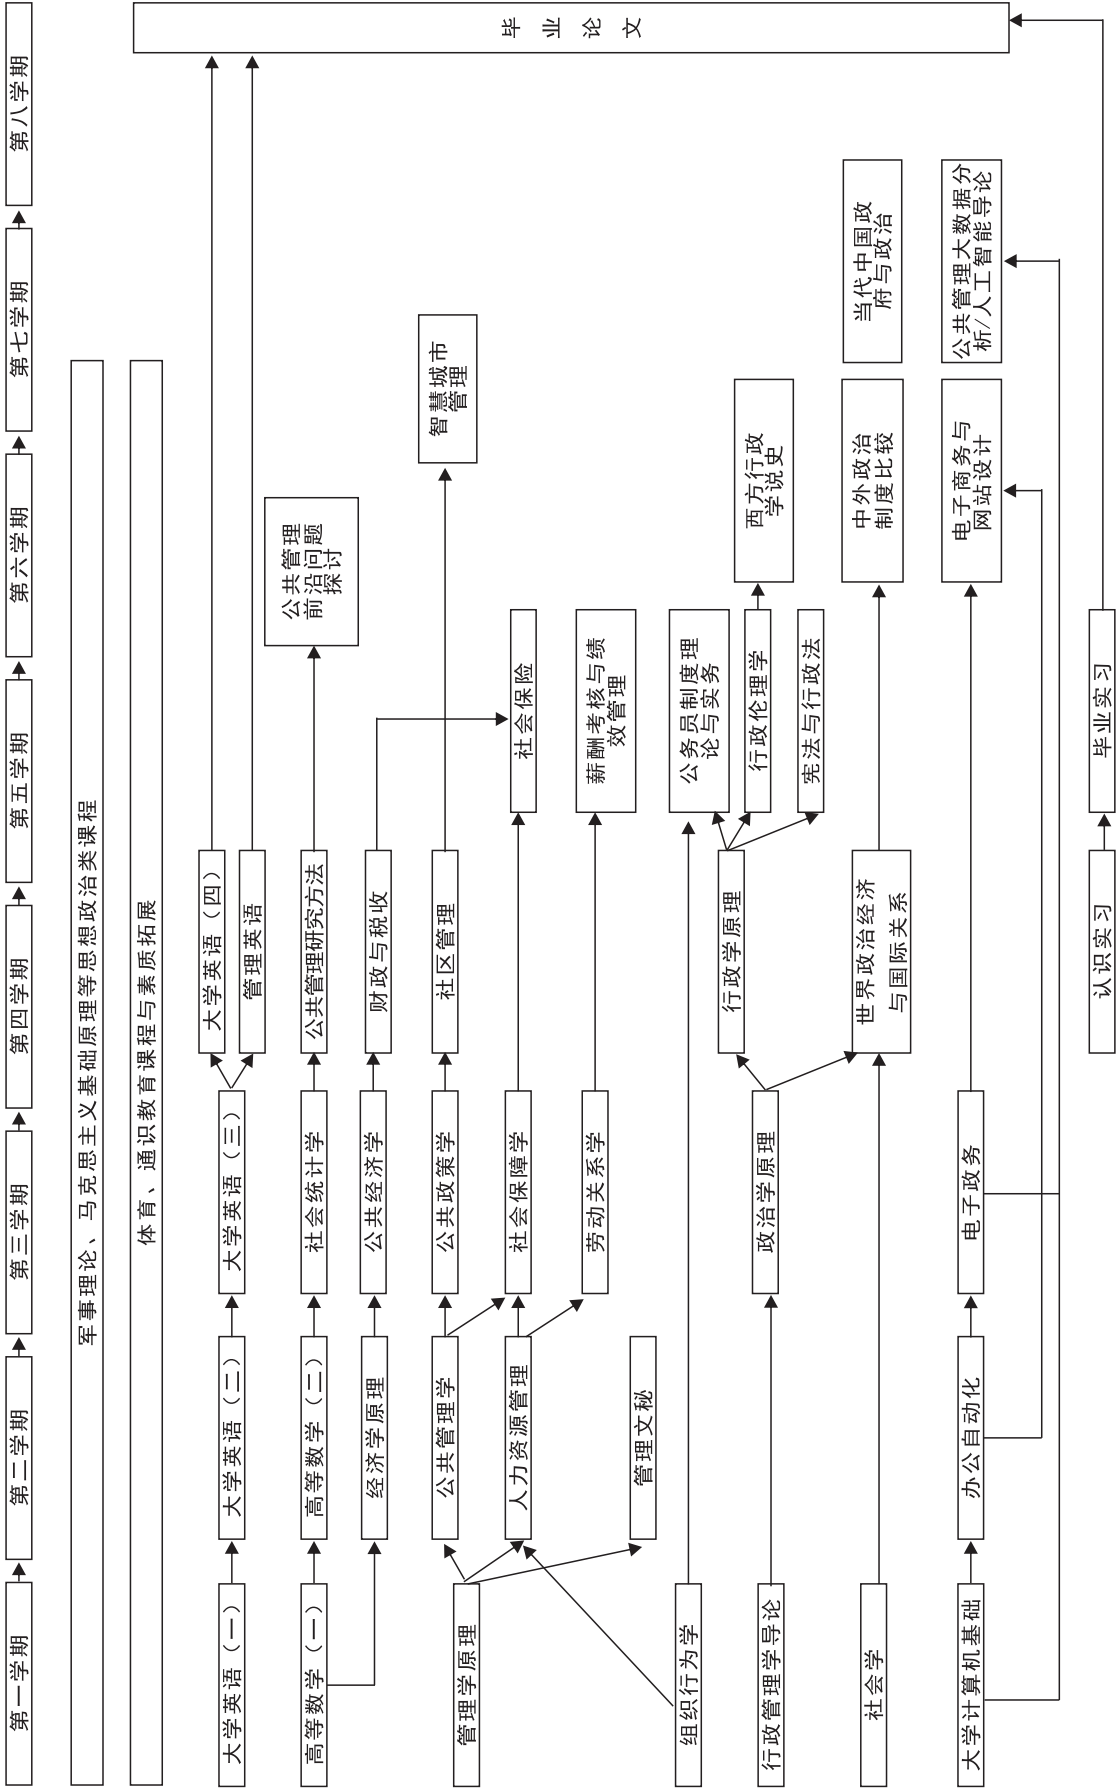 第一学期
第二学期
第三学期
第四学期
第五学期
第六学期
第七学期
第八学期
军事理论、马克思主义基础原理等思想政治类课程
体育、通识教育课程与素质拓展
毕业论文
大学英语（一）
大学英语（二）
大学英语（三）
大学英语（四）
管理英语
高等数学（一）
高等数学（二）
社会统计学
公共管理研究方法
公共管理
前沿问题
探讨
经济学原理
公共经济学
财政与税收
管理学原理
公共管理学
公共政策学
社区管理
智慧城市
管理
人力资源管理
社会保障学
社会保险
劳动关系学
薪酬考核与绩
效管理
管理文秘
组织行为学
公务员制度理
论与实务
行政管理学导论
政治学原理
行政学原理
行政伦理学
西方行政
学说史
宪法与行政法
社会学
世界政治经济
与国际关系
中外政治
制度比较
当代中国政
府与政治
大学计算机基础
办公自动化
电子政务
电子商务与
网站设计
公共管理大数据分
析/人工智能导论
认识实习
毕业实习